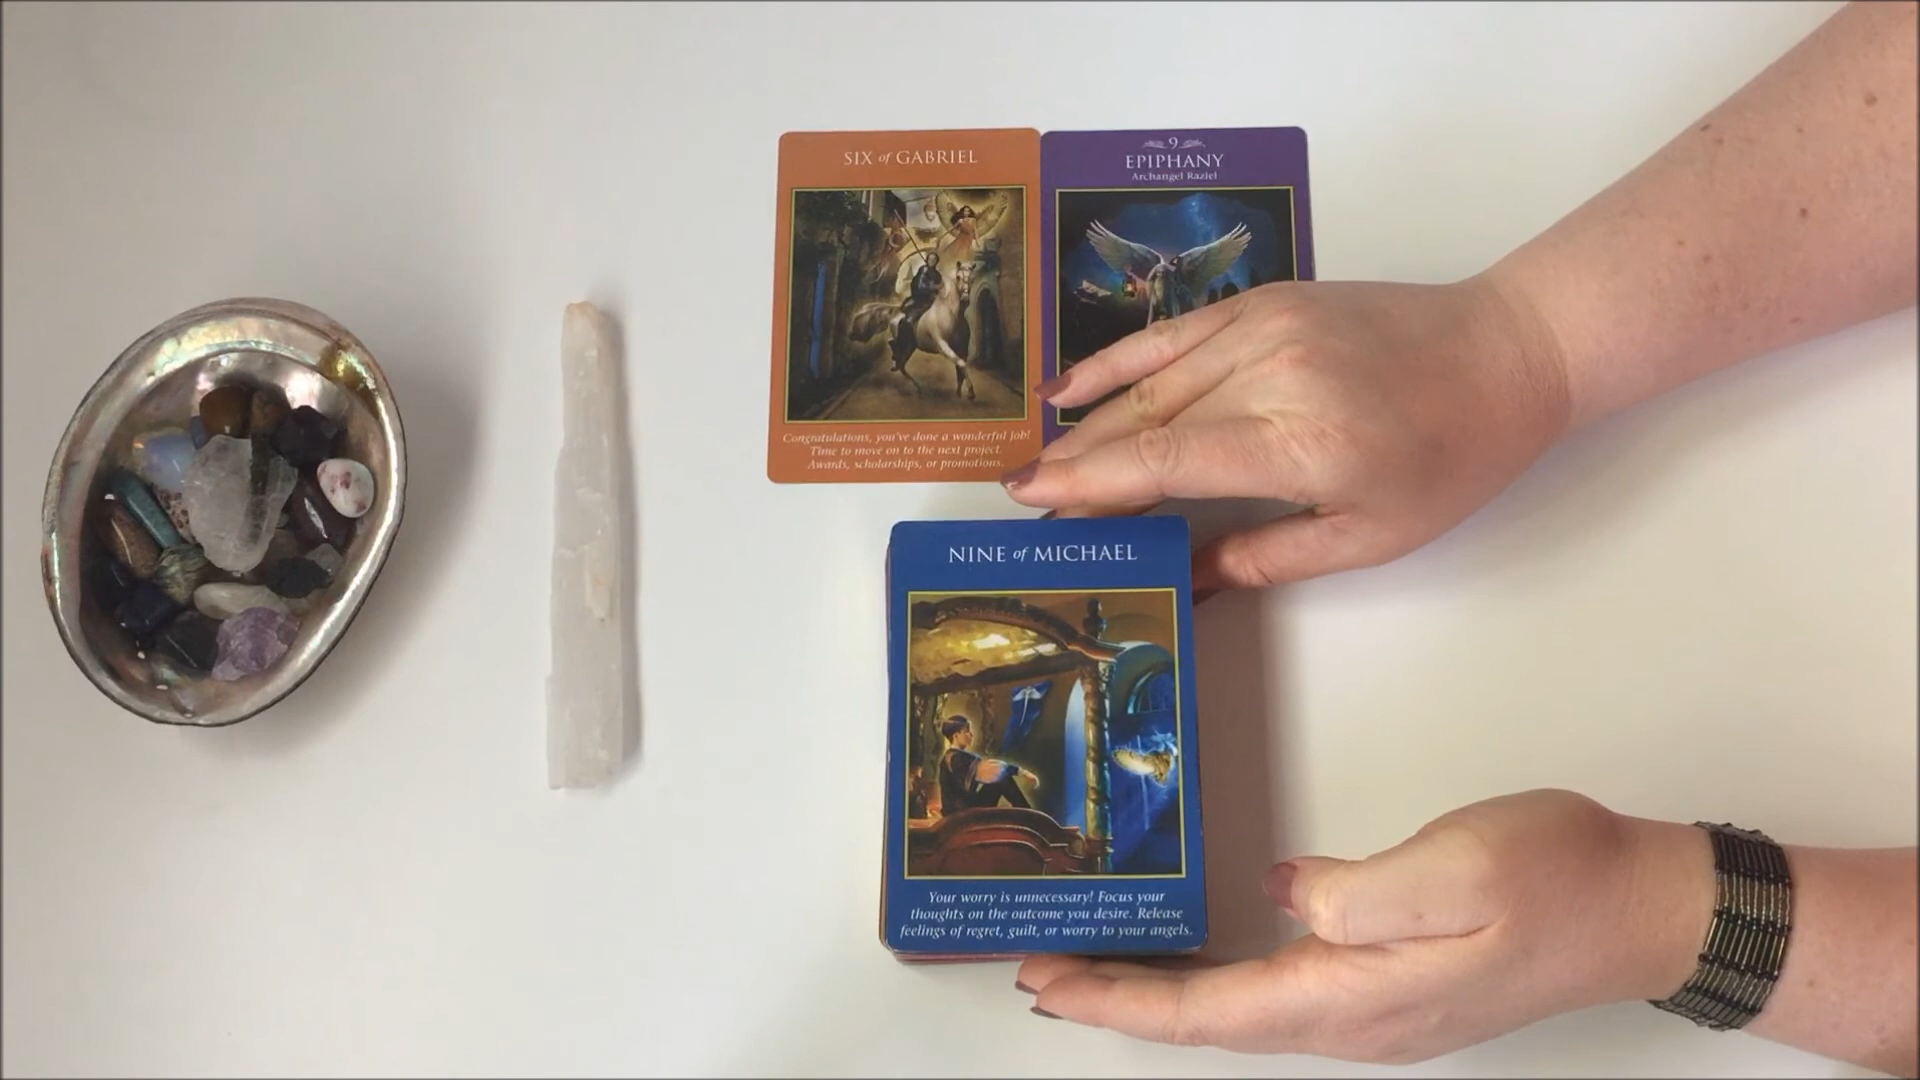 SIX of GABRIEL
Congratulations, you've done a wonderful job!
Time to move on to the next project.
Awards, scholarships, or promotions.
9
EPIPHANY
Archangel Raziel
NINE of MICHAEL
Your worry is unnecessary! Focus your
thoughts on the outcome you desire. Release
feelings of regret, guilt, or worry to your angels.